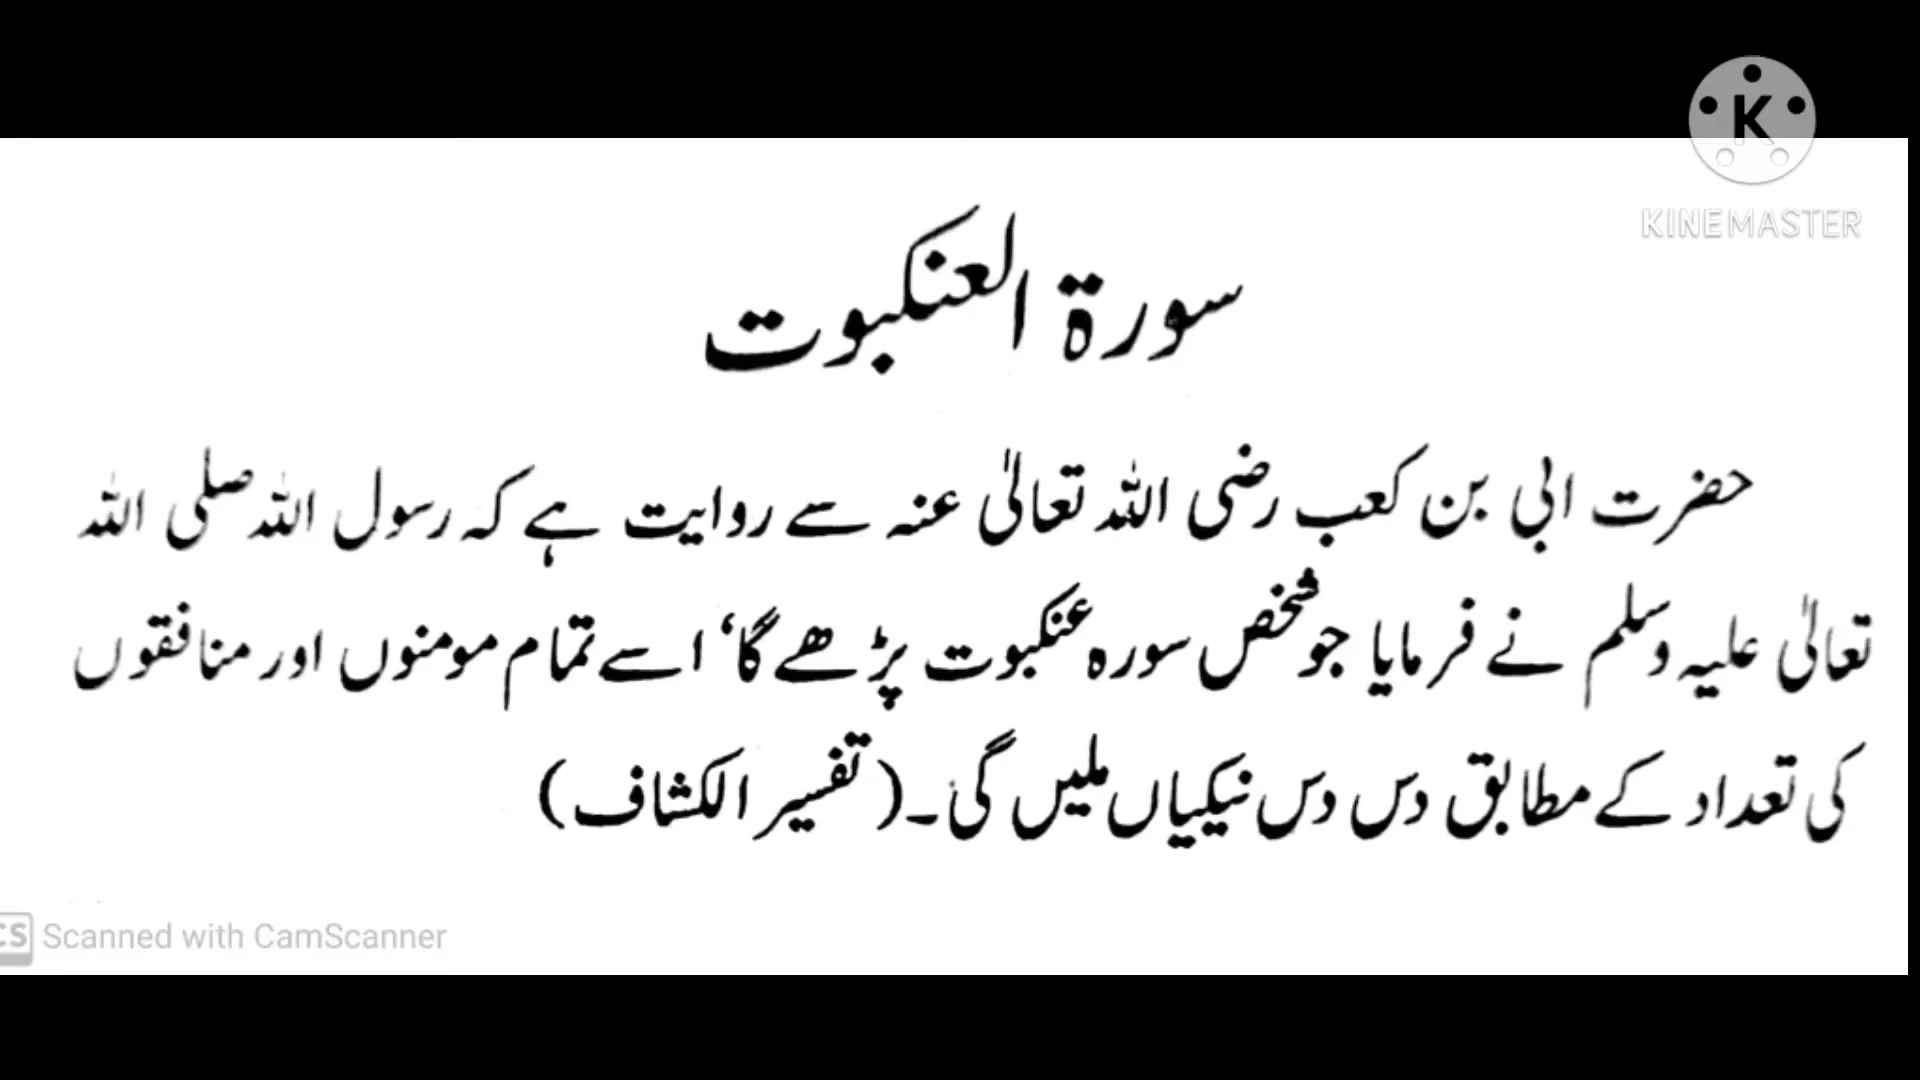 K
KINEMASTER
سورۃ العنکبوت
حضرت ابی بن کعب رضی اللہ تعالیٰ عنہ سے روایت ہے کہ رسول اللہ صلی اللہ
تعالیٰ علیہ وسلم نے فرمایا جو شخص سورہ عنکبوت پڑھے گا، اسے تمام مومنوں اور منافقوں
کی تعداد کے مطابق دس دس نیکیاں ملیں گی۔ (تفسیر الکشاف)
CS Scanned with CamScanner